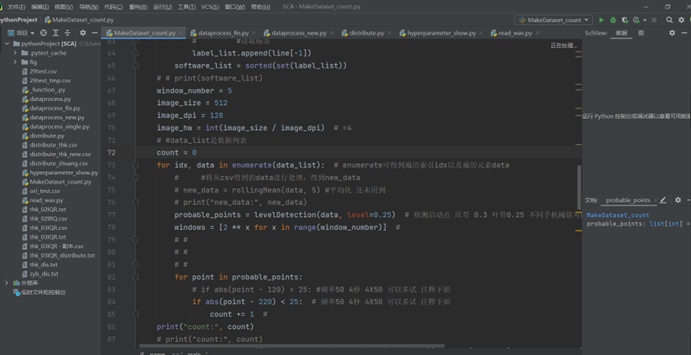 文件(F) 编辑(E) 视图(V) 导航(N) 代码(C) 重构(R) 运行(U) 工具(T) VCS(S) 窗口(W) 帮助(H)
SCA - MakeDataset_count.py
pythonProject MakeDataset_count.py
MakeDataset_count
项目
MakeDataset_count.py
dataprocess_fin.py
dataprocess_new.py
distribute.py
hyperparameter_show.py
read_wav.py
SciView: 数据 图
pythonProject [SCA]
.pytest_cache
fig
29test.csv
29test_tmp.csv
_function_.py
dataprocess.py
dataprocess_fin.py
dataprocess_new.py
dataprocess_single.py
distribute.py
distribute_thk.csv
distribute_thk_new.csv
distribute_zhuang.csv
hyperparameter_show.py
MakeDataset_count.py
ori_test.csv
read_wav.py
thk_02IQR.txt
thk_02IRQ.csv
thk_03IQR.csv
thk_03IQR.txt
thk_03IQR - 副本.csv
thk_03IQR_distribute.txt
thk_dis.txt
zyb_dis.txt
外部库
临时文件和控制台
正在处理...
64 label_list.append(line[-1])
65 software_list = sorted(set(label_list))
66 # # print(software_list)
67 window_number = 5
68 image_size = 512
69 image_dpi = 128
70 image_hw = int(image_size / image_dpi) # =4
71 # #data_list是数据列表
72 count = 0
73 for idx, data in enumerate(data_list): # enumerate可得到遍历索引idx以及遍历元素data
74 # #将从csv得到的data进行处理，得到new_data
75 # new_data = rollingMean(data, 5) #平均化 还未用到
76 # print("new_data:", new_data)
77 probable_points = levelDetection(data, level=0.25) # 检测启动点 庄哥 0.3 叶哥0.25 不同手机阈值
78 windows = [2 ** x for x in range(window_number)] #
79 # #
80 # #
81 # #
82 for point in probable_points:
83 # if abs(point - 120) < 25: #频率50 4秒 4X50 可以多试 注释下面
84 if abs(point - 220) < 25: # 频率50 4秒 4X50 可以多试 注释下面
85 count += 1 #
86 print("count:", count)
87 # print("count:", count)
运行 Python 控制台或调试器以查看可用数据
文档: probable_points
MakeDataset_count
probable_points: list[int] =